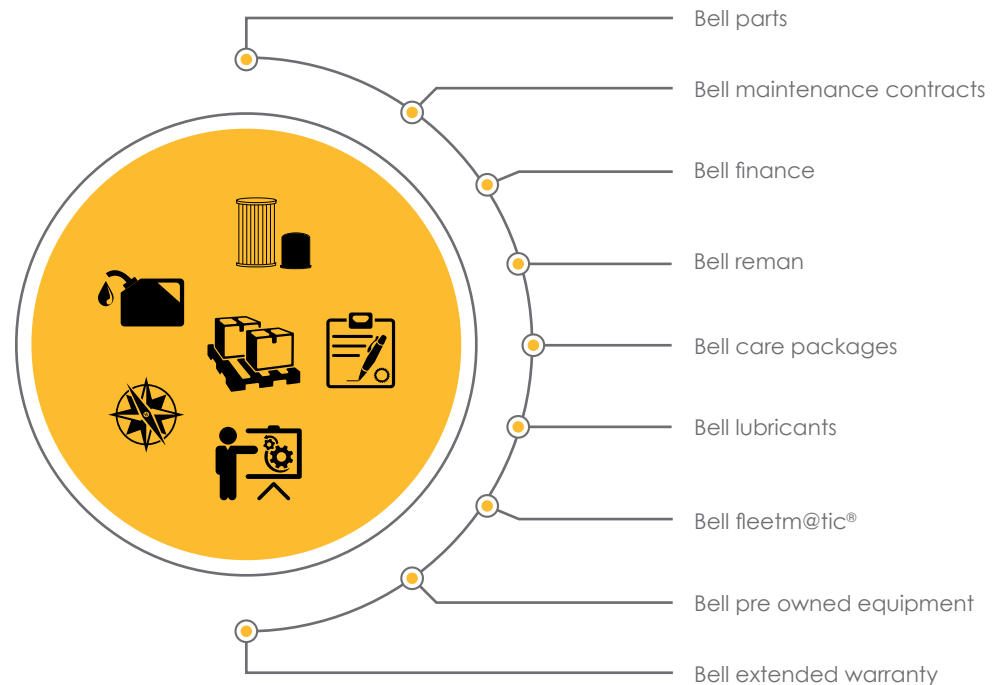 Bell parts
Bell maintenance contracts
Bell finance
Bell reman
Bell care packages
Bell lubricants
Bell fleetm@tic®
Bell pre owned equipment
Bell extended warranty